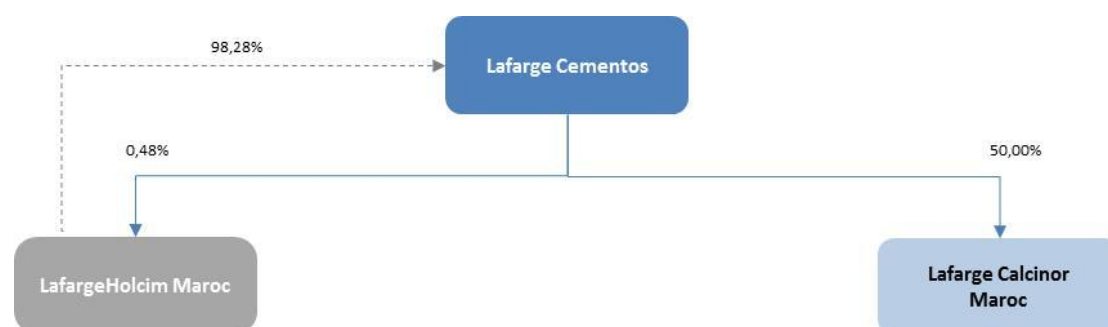 98,28%
Lafarge Cementos
0,48%
50,00%
LafargeHolcim Maroc
Lafarge Calcinor
Maroc